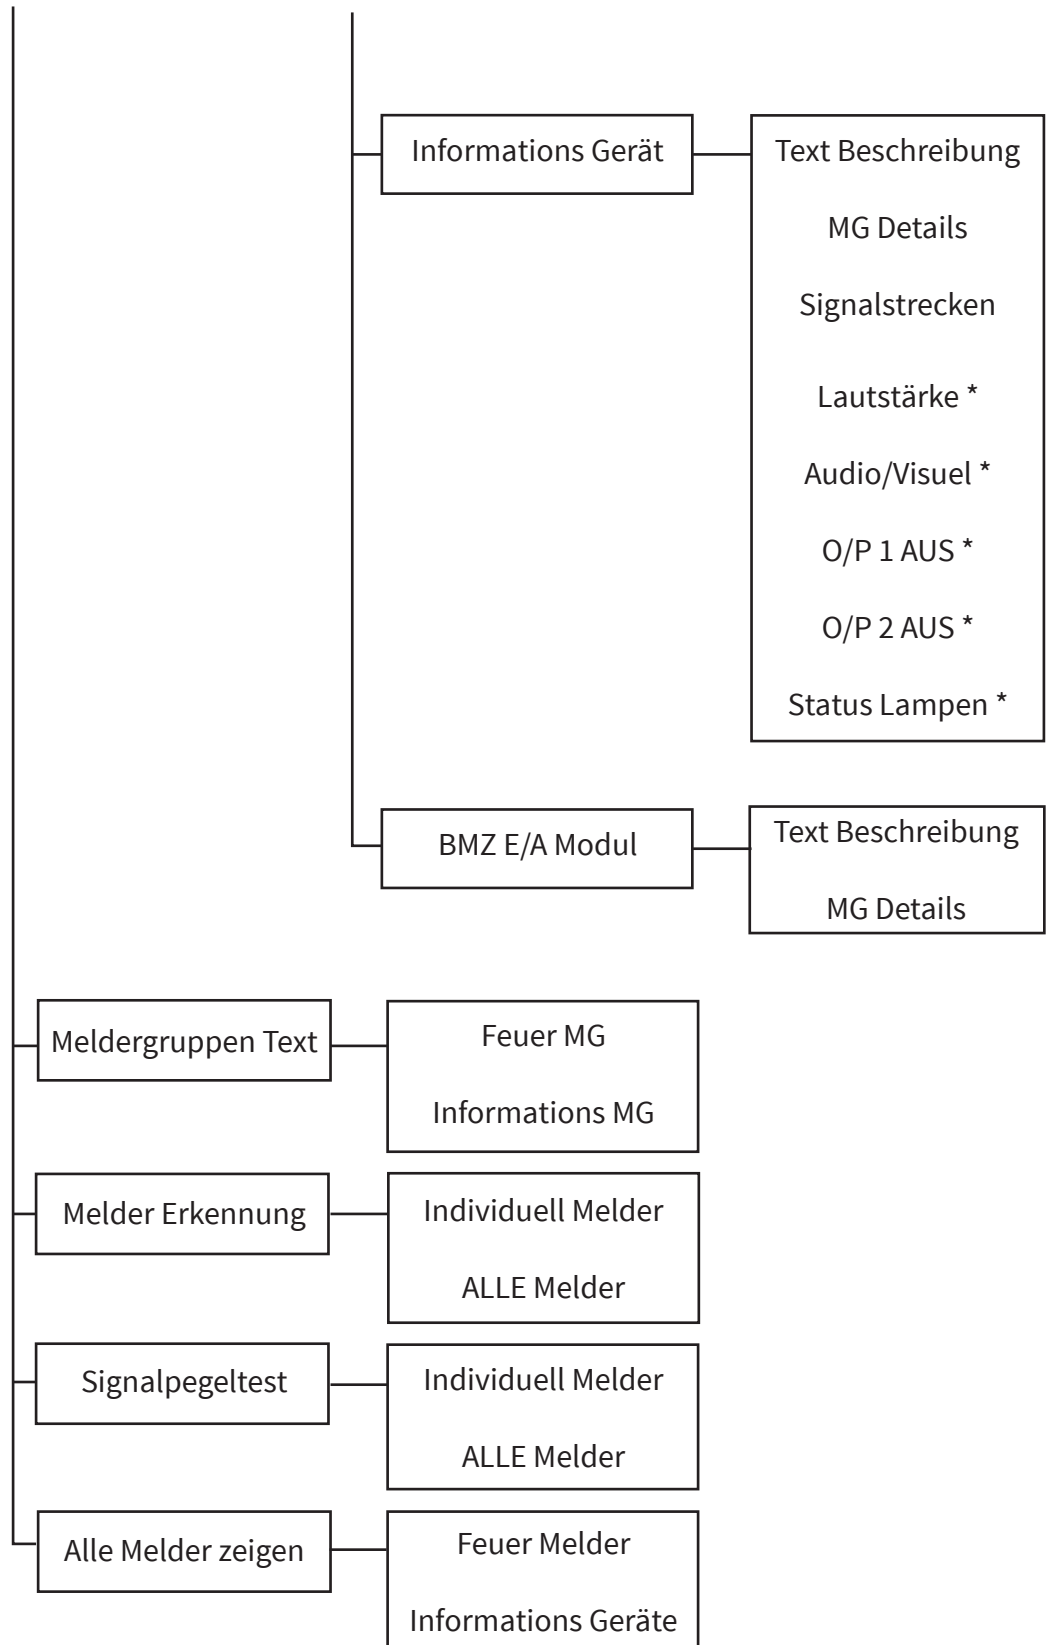 Informations Gerät
Text Beschreibung
MG Details
Signalstrecken
Lautstärke *
Audio/Visuel *
O/P 1 AUS *
O/P 2 AUS *
Status Lampen *
BMZ E/A Modul
Text Beschreibung
MG Details
Meldergruppen Text
Feuer MG
Informations MG
Melder Erkennung
Individuell Melder
ALLE Melder
Signalpegeltest
Individuell Melder
ALLE Melder
Alle Melder zeigen
Feuer Melder
Informations Geräte